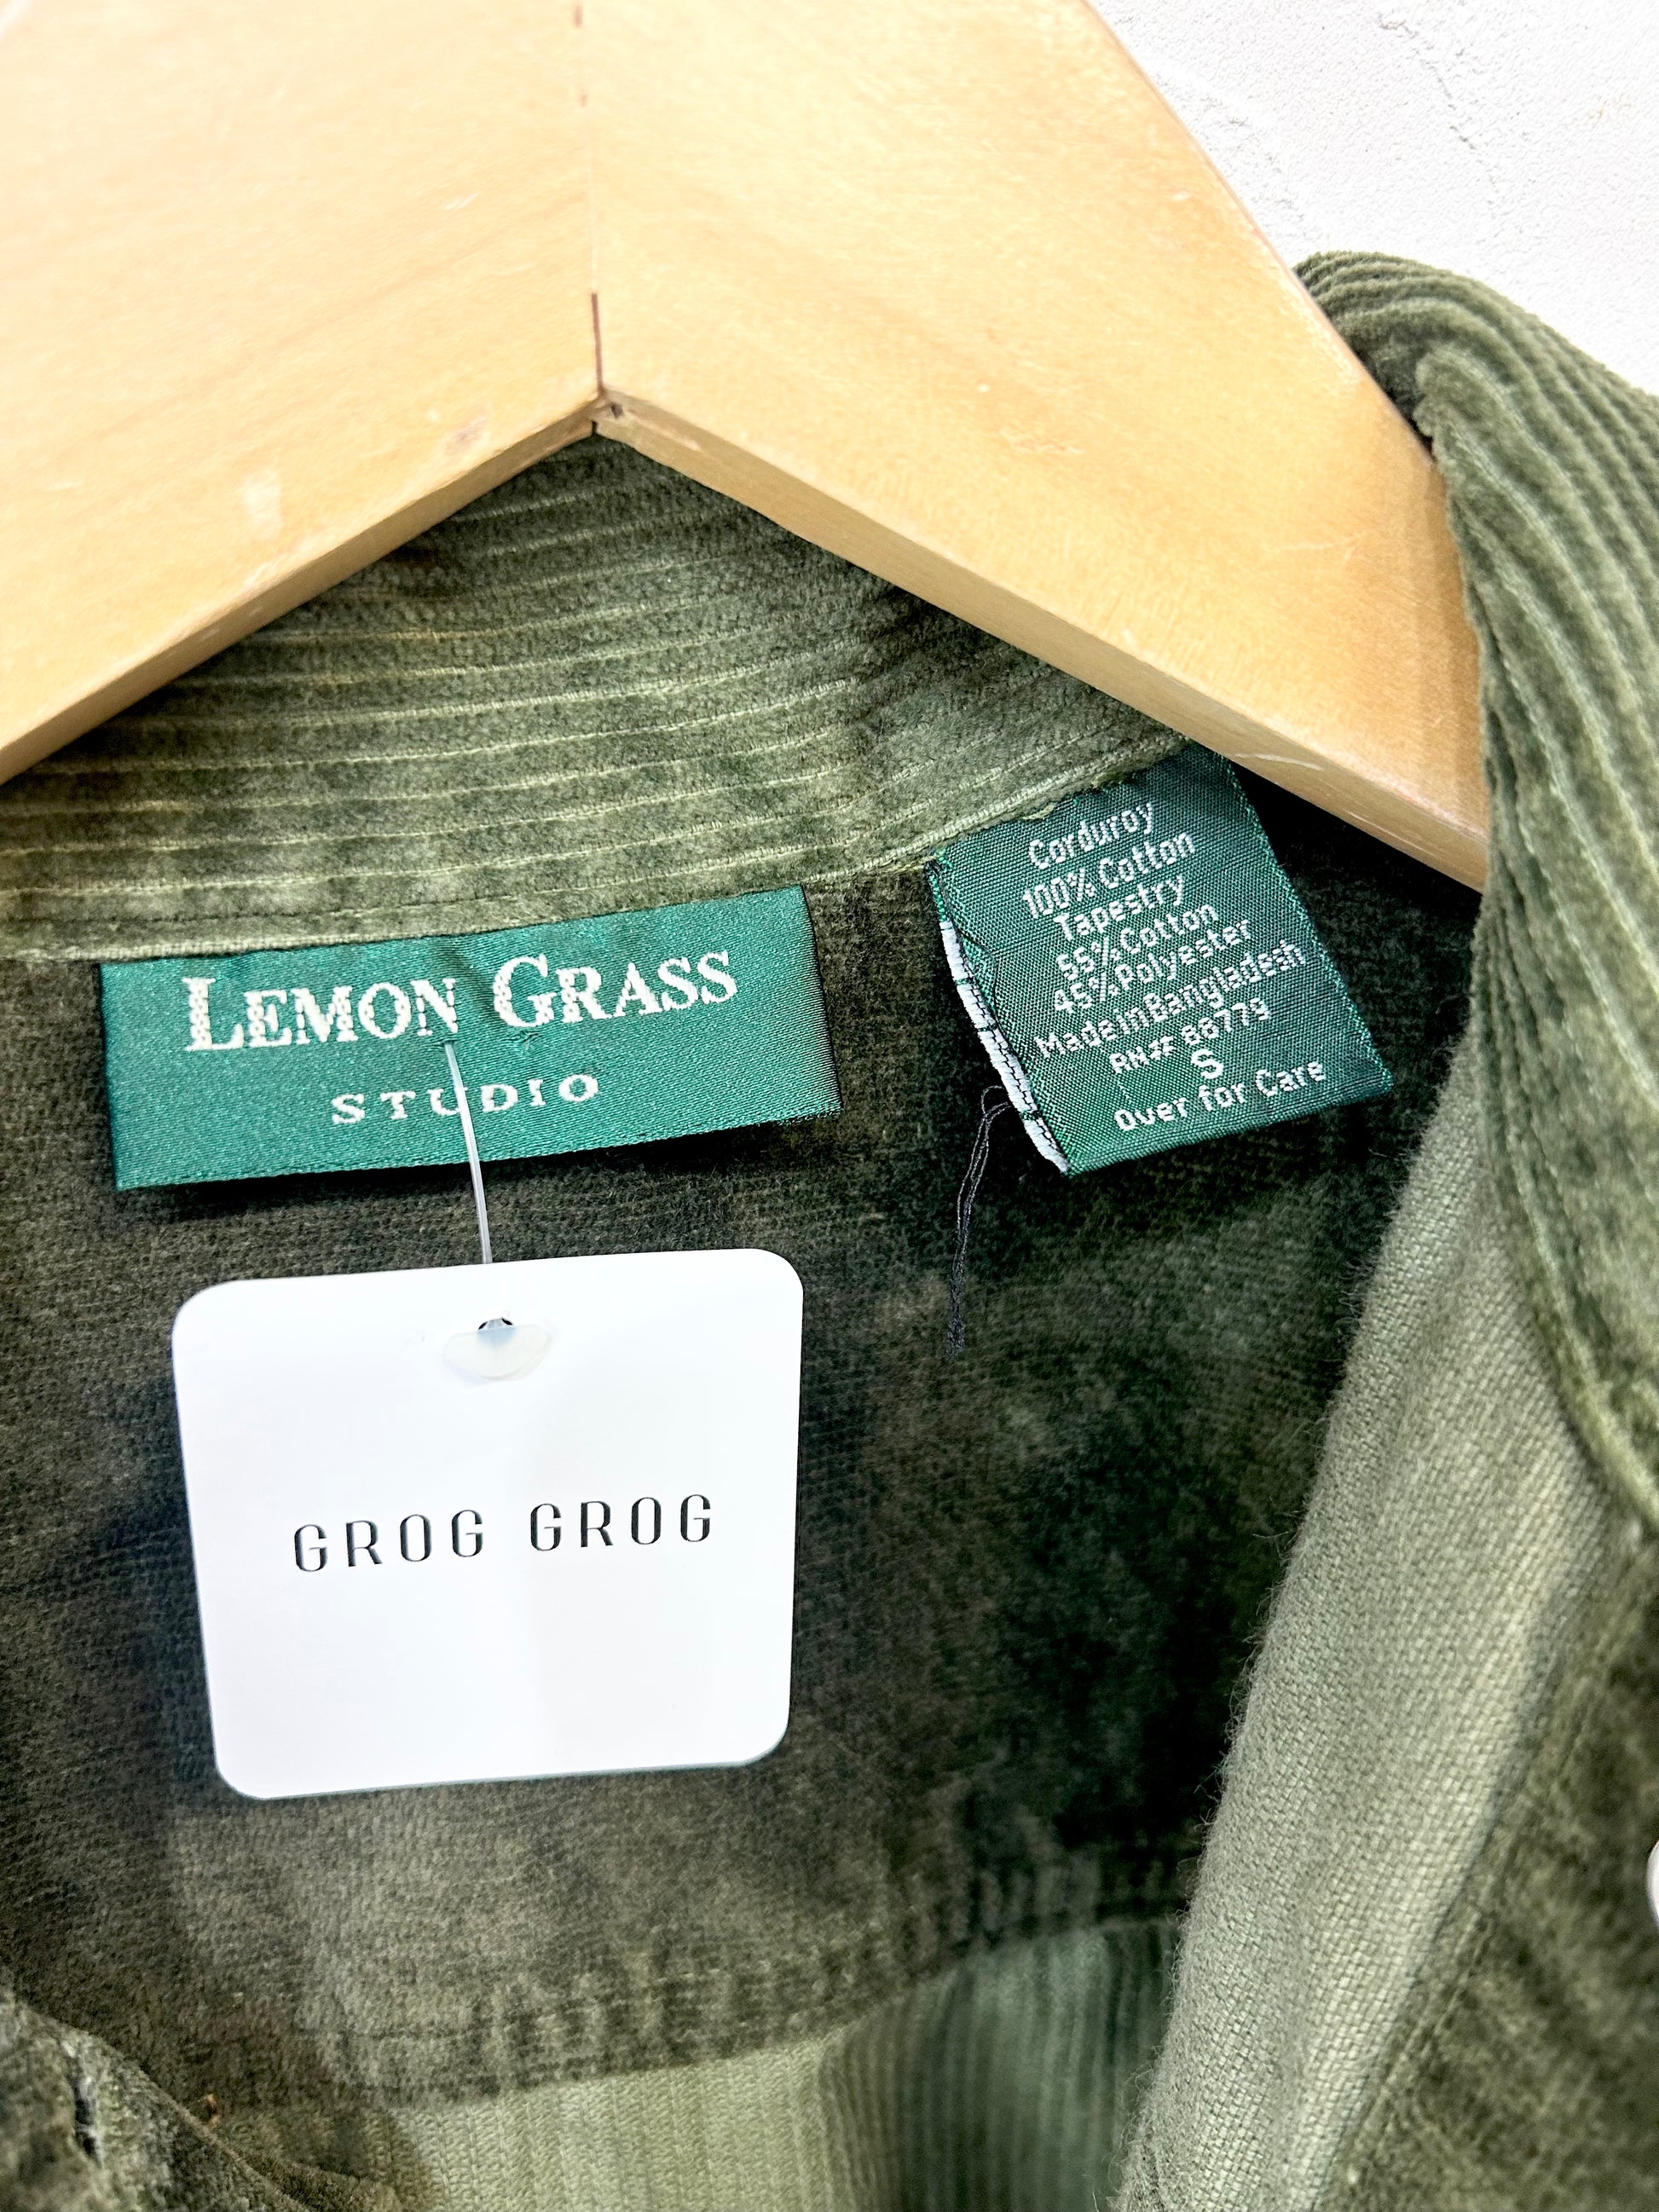 LEMON GRASS
STUDIO
Corduroy
100% Cotton
Tapestry
55% Cotton
45% Polyester
Made In Bangladesh
RN# 66779
S
Over for Care
GROG GROG